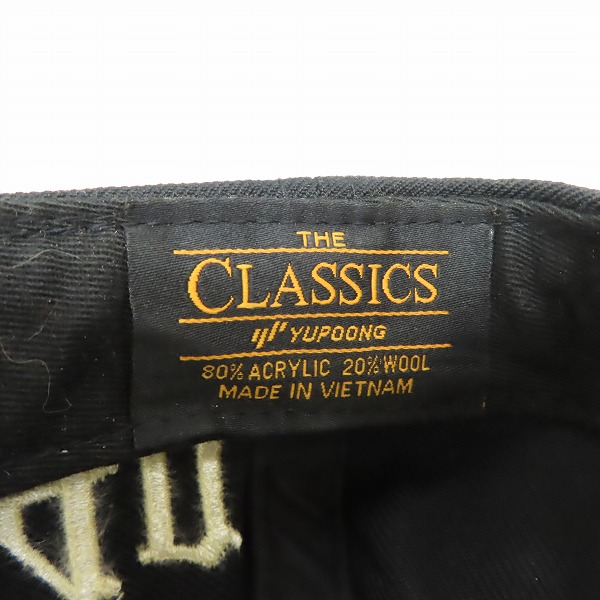 THE
CLASSICS
YUPOONG
80% ACRYLIC 20% WOOL
MADE IN VIETNAM